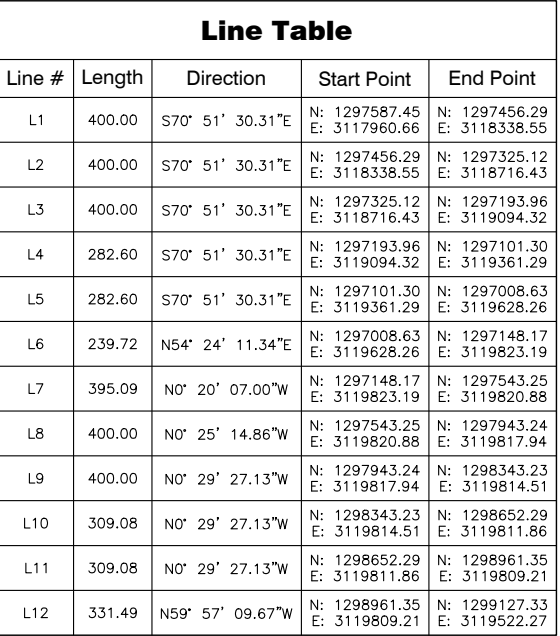 Line Table
Line # Length Direction Start Point End Point
L1 400.00 S70° 51' 30.31"E N: 1297587.45 E: 3117960.66 N: 1297456.29 E: 3118338.55
L2 400.00 S70° 51' 30.31"E N: 1297456.29 E: 3118338.55 N: 1297325.12 E: 3118716.43
L3 400.00 S70° 51' 30.31"E N: 1297325.12 E: 3118716.43 N: 1297193.96 E: 3119094.32
L4 282.60 S70° 51' 30.31"E N: 1297193.96 E: 3119094.32 N: 1297101.30 E: 3119361.29
L5 282.60 S70° 51' 30.31"E N: 1297101.30 E: 3119361.29 N: 1297008.63 E: 3119628.26
L6 239.72 N54° 24' 11.34"E N: 1297008.63 E: 3119628.26 N: 1297148.17 E: 3119823.19
L7 395.09 N0° 20' 07.00"W N: 1297148.17 E: 3119823.19 N: 1297543.25 E: 3119820.88
L8 400.00 N0° 25' 14.86"W N: 1297543.25 E: 3119820.88 N: 1297943.24 E: 3119817.94
L9 400.00 N0° 29' 27.13"W N: 1297943.24 E: 3119817.94 N: 1298343.23 E: 3119814.51
L10 309.08 N0° 29' 27.13"W N: 1298343.23 E: 3119814.51 N: 1298652.29 E: 3119811.86
L11 309.08 N0° 29' 27.13"W N: 1298652.29 E: 3119811.86 N: 1298961.35 E: 3119809.21
L12 331.49 N59° 57' 09.67"W N: 1298961.35 E: 3119809.21 N: 1299127.33 E: 3119522.27